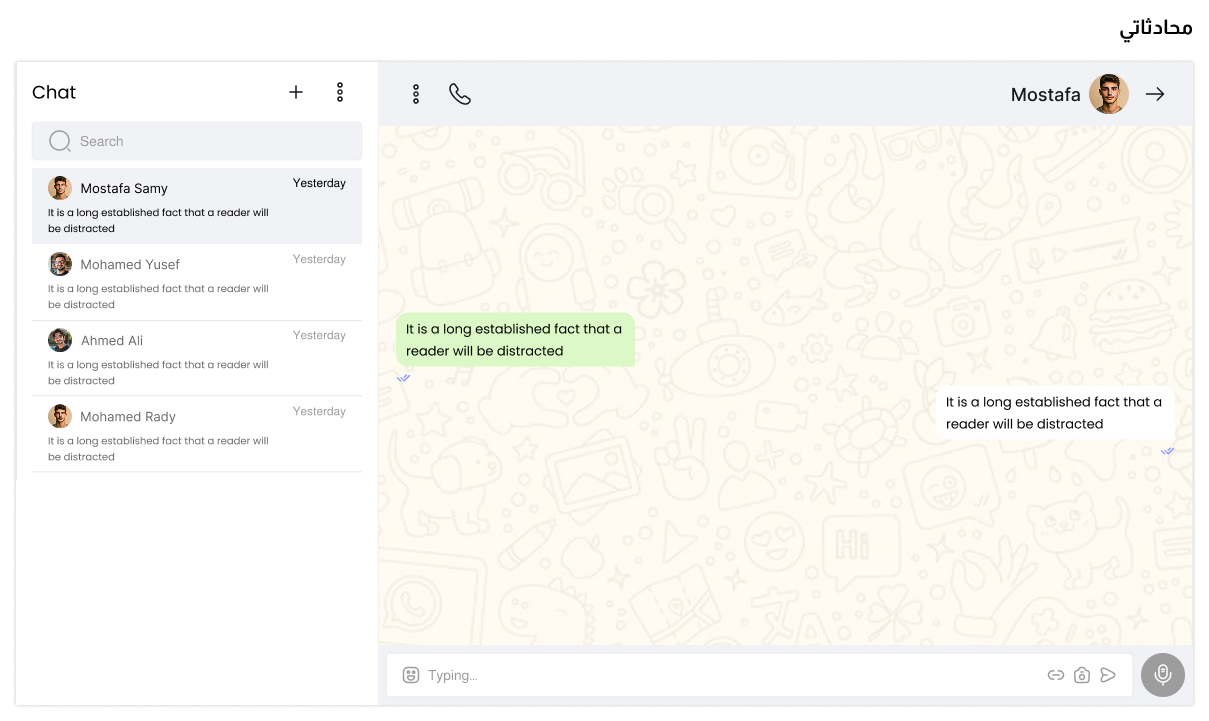 محادثاتي
Chat
Search
Mostafa Samy
Yesterday
It is a long established fact that a reader will
be distracted
Mohamed Yusef
Yesterday
It is a long established fact that a reader will
be distracted
Ahmed Ali
Yesterday
It is a long established fact that a reader will
be distracted
Mohamed Rady
Yesterday
It is a long established fact that a reader will
be distracted
Mostafa
It is a long established fact that a
reader will be distracted
It is a long established fact that a
reader will be distracted
Hi
Typing...